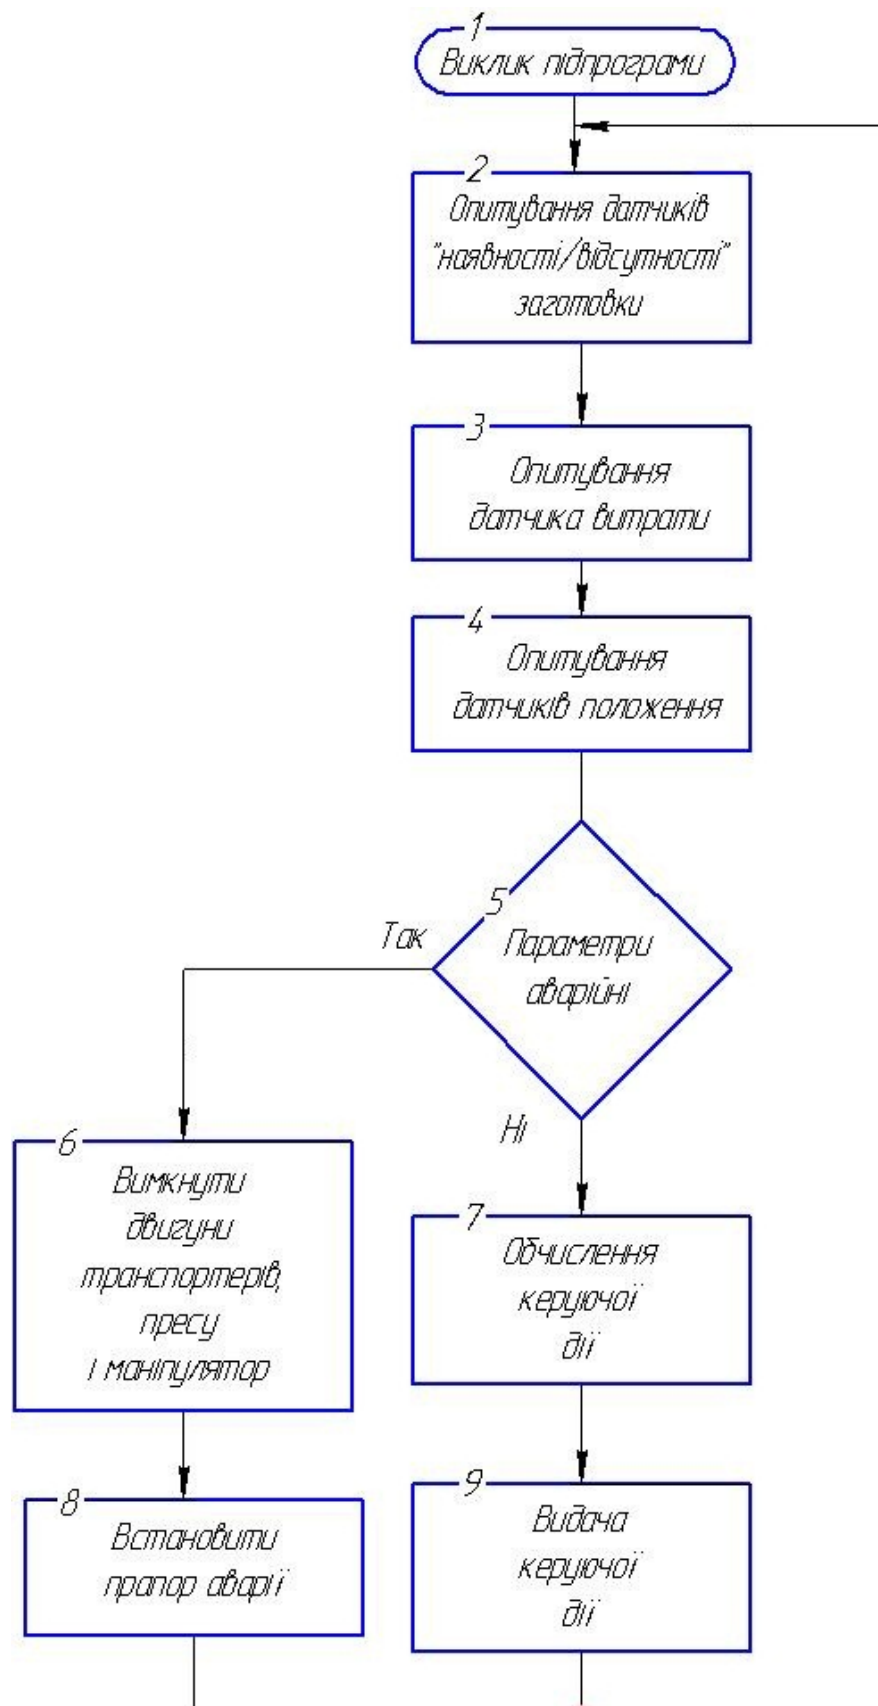 1
Виклик підпрограми
2
Опитування датчиків
"наявності/відсутності"
заготовки
3
Опитування
датчика витрати
4
Опитування
датчиків положення
5
Параметри
аварійні
Так
Ні
6
Вимкнути
двигуни
транспортерів,
пресу
і маніпулятор
7
Обчислення
керуючої
дії
8
Встановити
прапор аварії
9
Видача
керуючої
дії